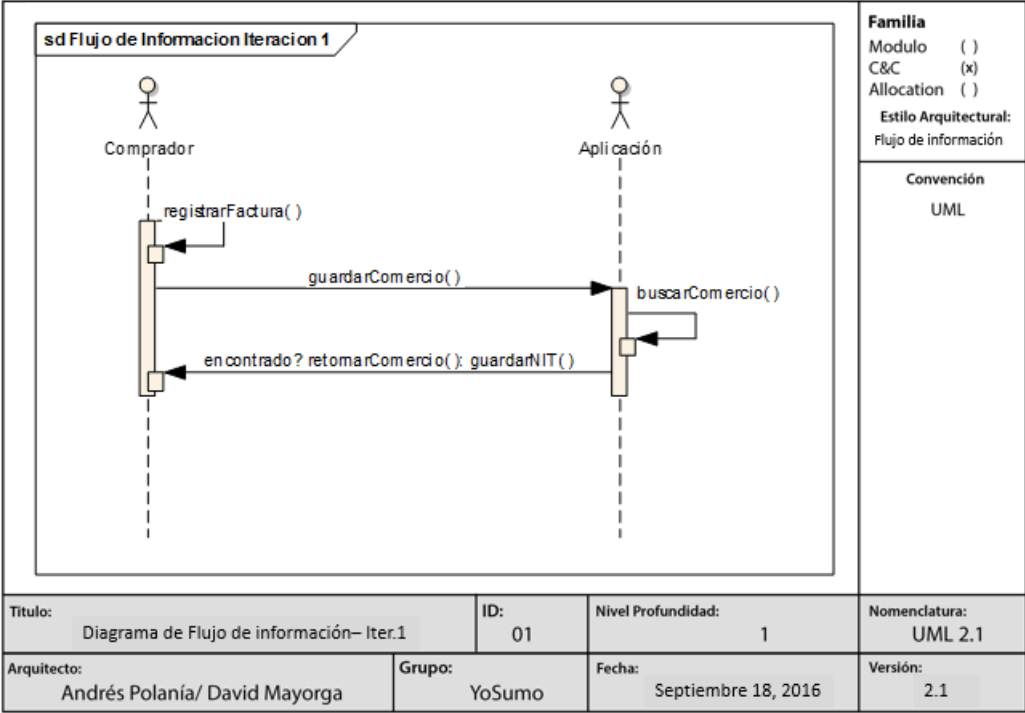 sd Flujo de Informacion Iteracion 1
Comprador
Aplicación
registrarFactura( )
guardarComercio( )
buscarComercio( )
encontrado? retornarComercio( ): guardarNIT( )
Familia
Modulo ( )
C&C (x)
Allocation ( )
Estilo Arquitectural:
Flujo de información
Convención
UML
Titulo:
Diagrama de Flujo de información– Iter.1
ID:
01
Nivel Profundidad:
1
Nomenclatura:
UML 2.1
Arquitecto:
Andrés Polanía/ David Mayorga
Grupo:
YoSumo
Fecha:
Septiembre 18, 2016
Versión:
2.1